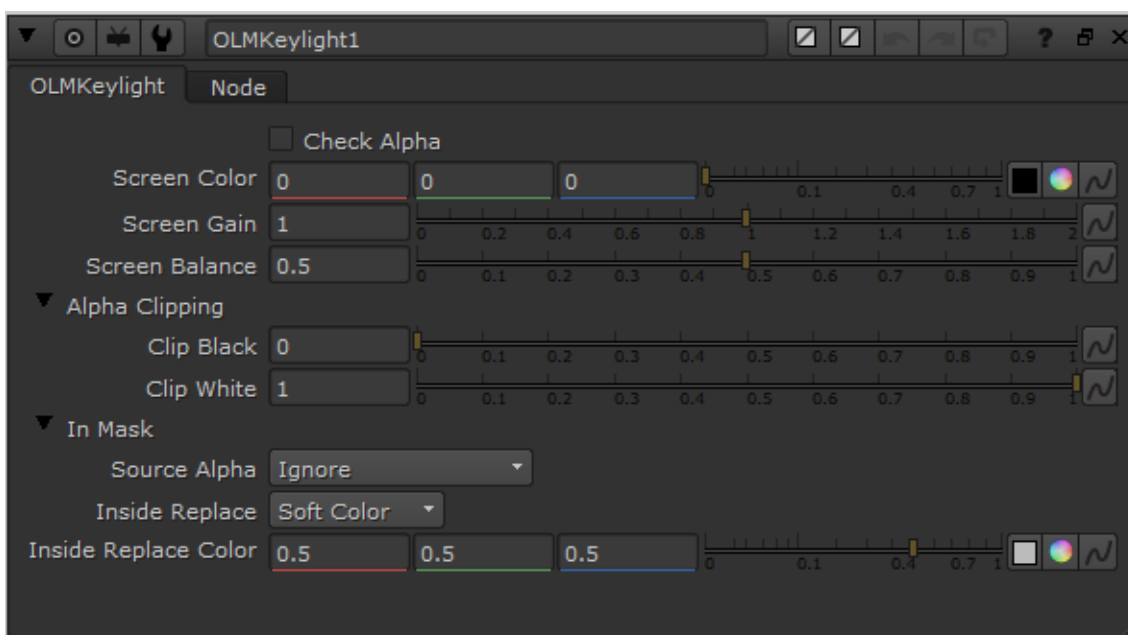 OLMKeylight1 ?
OLMKeylight Node
Check Alpha
Screen Color 0 0 0 0 0.1 0.4 0.7 1
Screen Gain 1 0 0.2 0.4 0.6 0.8 1 1.2 1.4 1.6 1.8 2
Screen Balance 0.5 0 0.1 0.2 0.3 0.4 0.5 0.6 0.7 0.8 0.9 1
Alpha Clipping
Clip Black 0 0 0.1 0.2 0.3 0.4 0.5 0.6 0.7 0.8 0.9 1
Clip White 1 0 0.1 0.2 0.3 0.4 0.5 0.6 0.7 0.8 0.9 1
In Mask
Source Alpha Ignore
Inside Replace Soft Color
Inside Replace Color 0.5 0.5 0.5 0 0.1 0.4 0.7 1